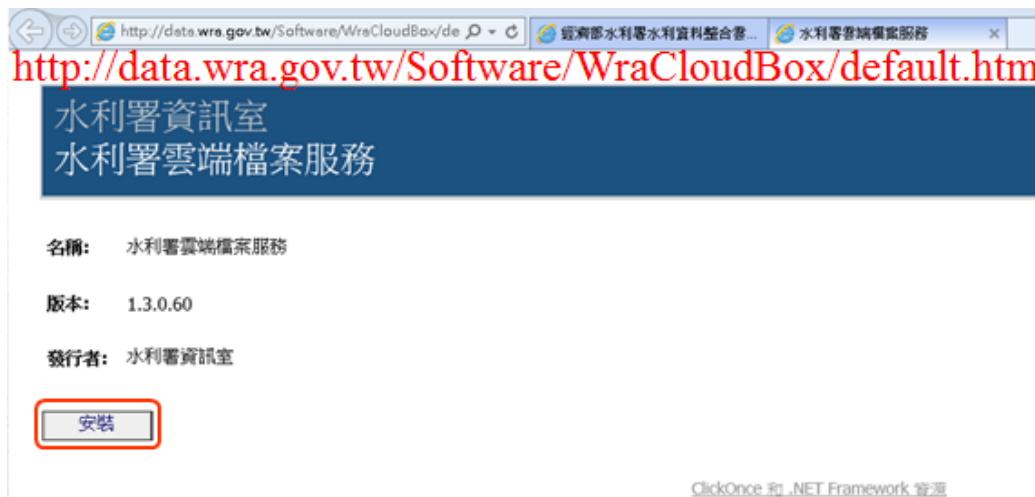 http://data.wra.gov.tw/Software/WraCloudBox/de
經濟部水利署水利資料整合雲...
水利署雲端檔案服務
http://data.wra.gov.tw/Software/WraCloudBox/default.htm
水利署資訊室
水利署雲端檔案服務
名稱: 水利署雲端檔案服務
版本: 1.3.0.60
發行者: 水利署資訊室
安裝
ClickOnce 和 .NET Framework 資源